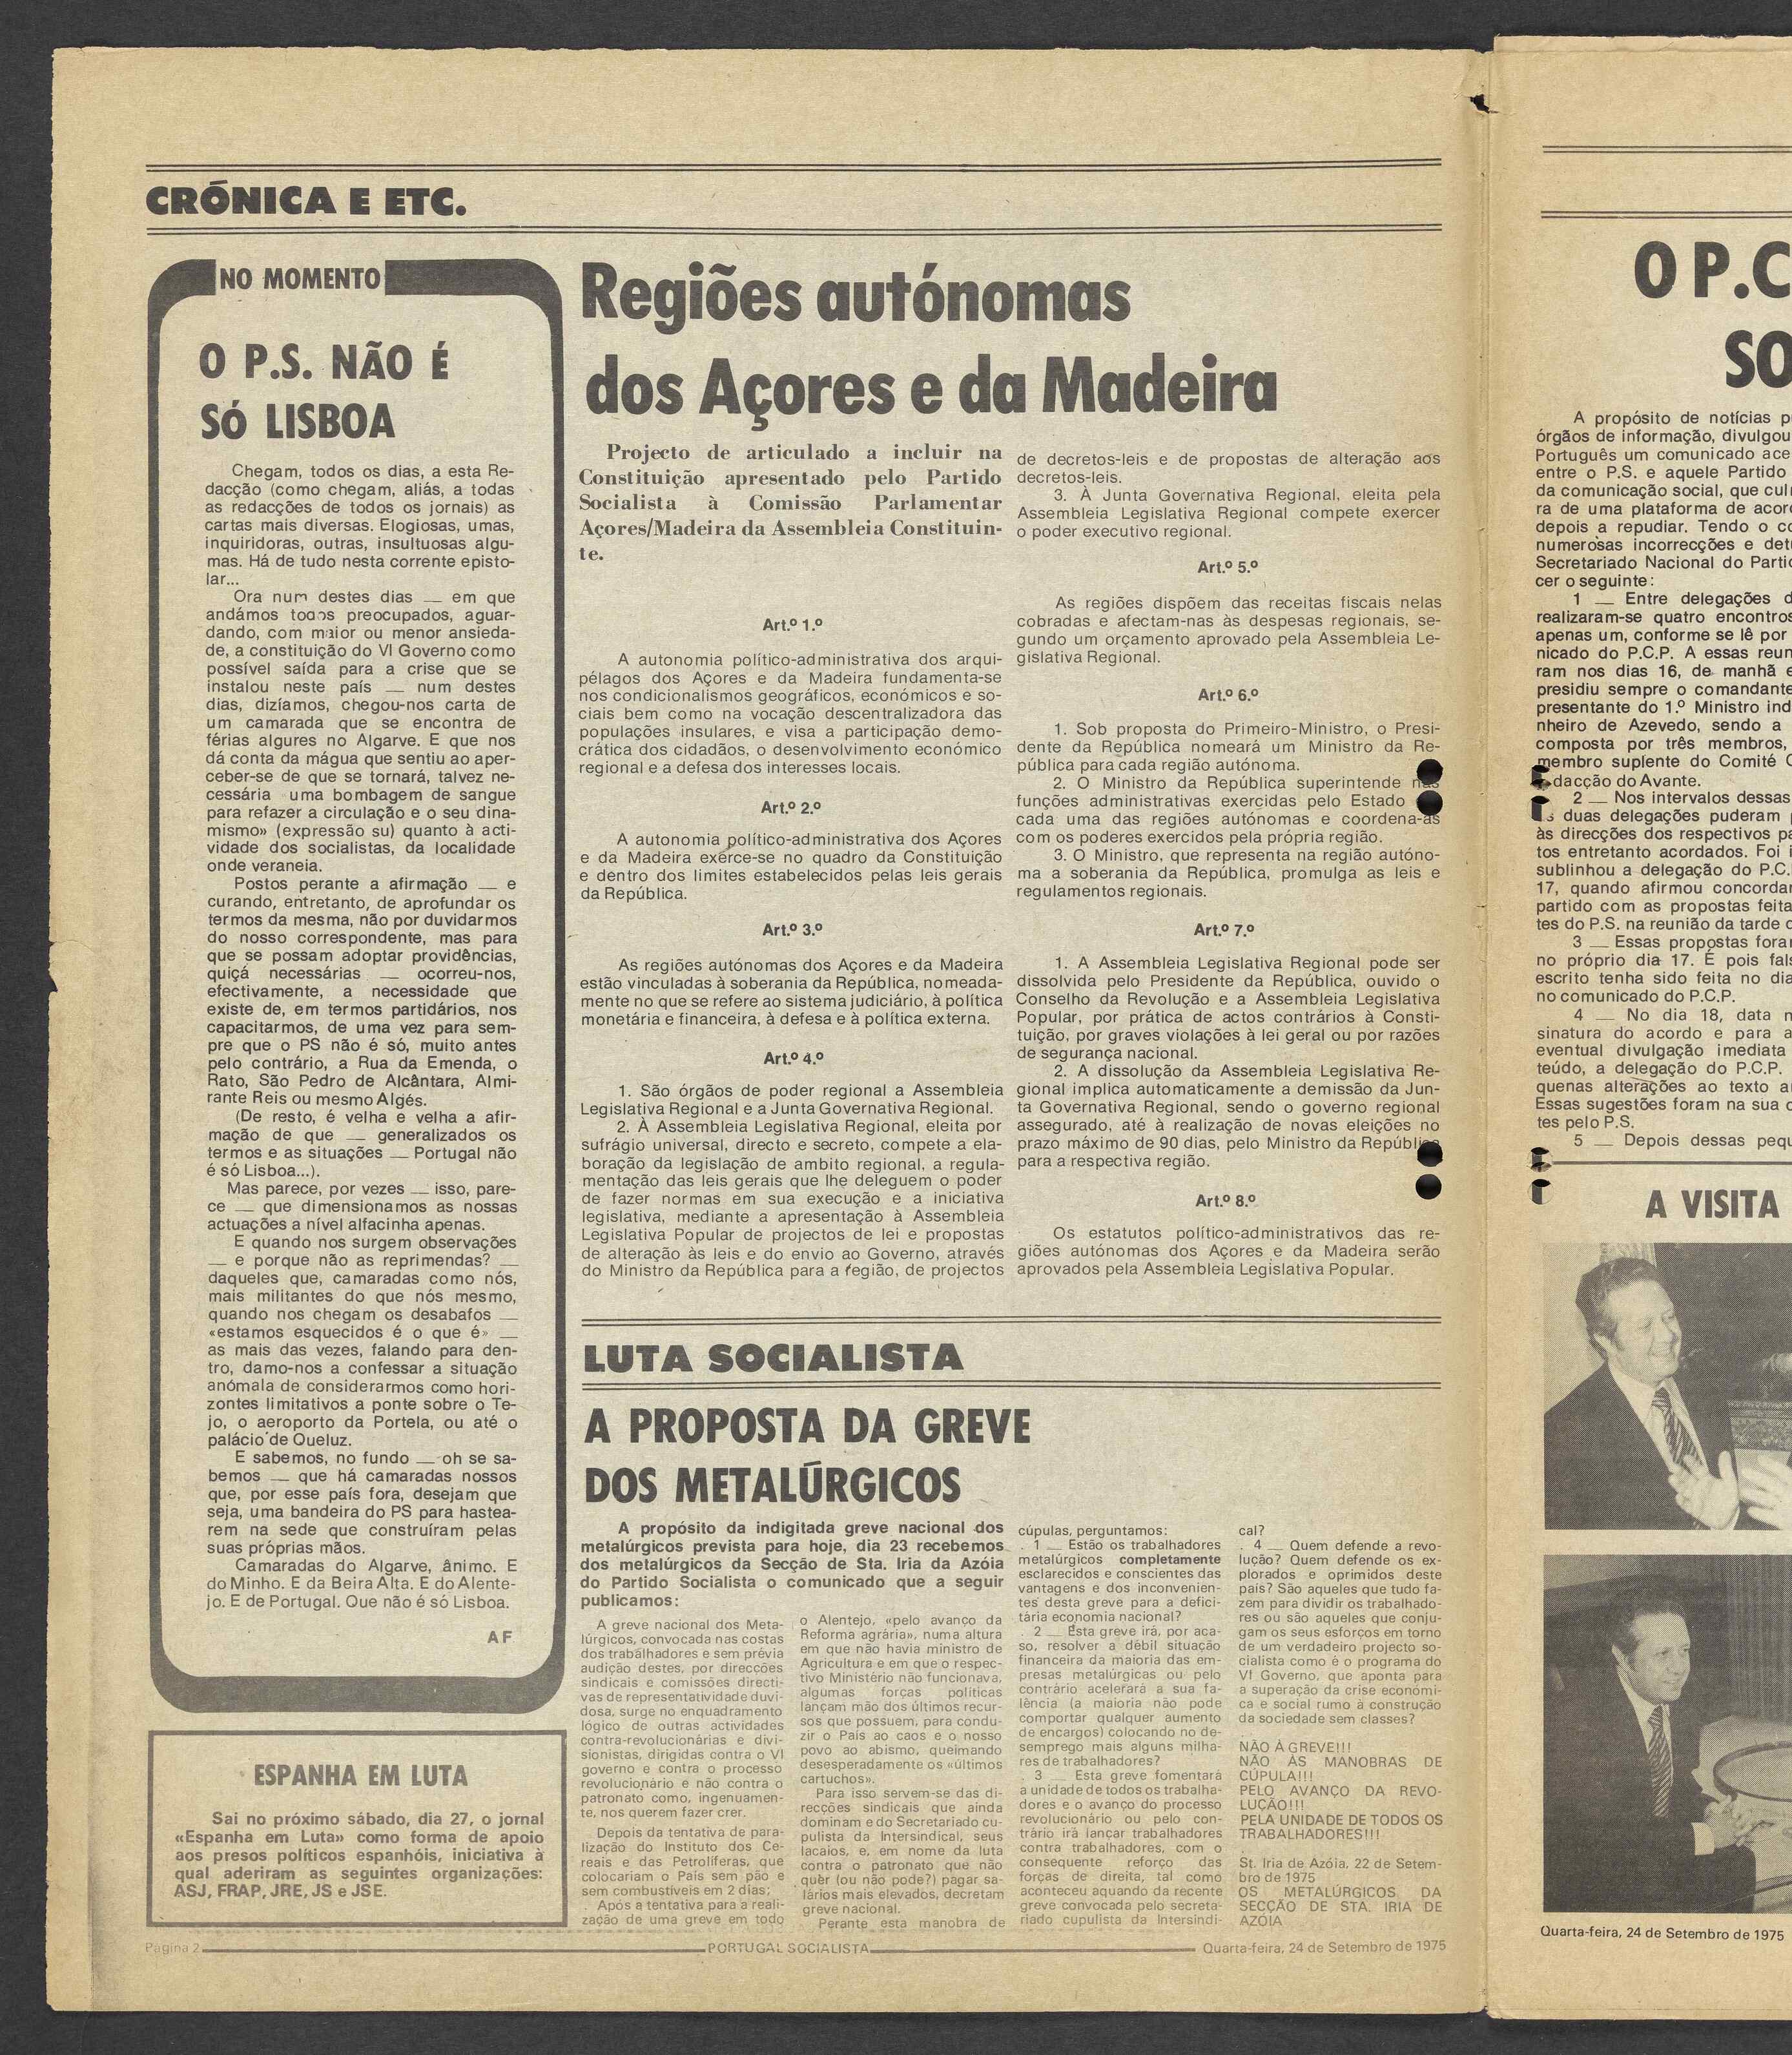 CRÓNICA E ETC.
NO MOMENTO
O P.S. NÃO É
SÓ LISBOA
Chegam, todos os dias, a esta Re-
dacção (como chegam, aliás, a todas
as redacções de todos os jornais) as
cartas mais diversas. Elogiosas, umas,
inquiridoras, outras, insultuosas algu-
mas. Há de tudo nesta corrente episto-
lar...
Ora num destes dias — em que
andámos todos preocupados, aguar-
dando, com maior ou menor ansieda-
de, a constituição do VI Governo como
possível saída para a crise que se
instalou neste país — num destes
dias, dizíamos, chegou-nos carta de
um camarada que se encontra de
férias algures no Algarve. E que nos
dá conta da mágua que sentiu ao aper-
ceber-se de que se tornará, talvez ne-
cessária uma bombagem de sangue
para refazer a circulação e o seu dina-
mismo» (expressão su) quanto à acti-
vidade dos socialistas, da localidade
onde veraneia.
Postos perante a afirmação — e
curando, entretanto, de aprofundar os
termos da mesma, não por duvidarmos
do nosso correspondente, mas para
que se possam adoptar providências,
quiçá necessárias — ocorreu-nos,
efectivamente, a necessidade que
existe de, em termos partidários, nos
capacitarmos, de uma vez para sem-
pre que o PS não é só, muito antes
pelo contrário, a Rua da Emenda, o
Rato, São Pedro de Alcântara, Almi-
rante Reis ou mesmo Algés.
(De resto, é velha e velha a afir-
mação de que — generalizados os
termos e as situações — Portugal não
é só Lisboa...).
Mas parece, por vezes — isso, pare-
ce — que dimensionamos as nossas
actuações a nível alfacinha apenas.
E quando nos surgem observações
— e porque não as reprimendas? —
daqueles que, camaradas como nós,
mais militantes do que nós mesmo,
quando nos chegam os desabafos —
«estamos esquecidos é o que é» —
as mais das vezes, falando para den-
tro, damo-nos a confessar a situação
anómala de considerarmos como hori-
zontes limitativos a ponte sobre o Te-
jo, o aeroporto da Portela, ou até o
palácio de Queluz.
E sabemos, no fundo — oh se sa-
bemos — que há camaradas nossos
que, por esse país fora, desejam que
seja, uma bandeira do PS para hastea-
rem na sede que construíram pelas
suas próprias mãos.
Camaradas do Algarve, ânimo. E
do Minho. E da Beira Alta. E do Alente-
jo. E de Portugal. Que não é só Lisboa.
AF
ESPANHA EM LUTA
Sai no próximo sábado, dia 27, o jornal
«Espanha em Luta» como forma de apoio
aos presos políticos espanhóis, iniciativa à
qual aderiram as seguintes organizações:
ASJ, FRAP, JRE, JS e JSE.
Regiões autónomas
dos Açores e da Madeira
Projecto de articulado a incluir na
Constituição apresentado pelo Partido
Socialista à Comissão Parlamentar
Açores/Madeira da Assembleia Constituin-
te.
Art.º 1.º
A autonomia político-administrativa dos arqui-
pélagos dos Açores e da Madeira fundamenta-se
nos condicionalismos geográficos, económicos e so-
ciais bem como na vocação descentralizadora das
populações insulares, e visa a participação demo-
crática dos cidadãos, o desenvolvimento económico
regional e a defesa dos interesses locais.
Art.º 2.º
A autonomia político-administrativa dos Açores
e da Madeira exerce-se no quadro da Constituição
e dentro dos limites estabelecidos pelas leis gerais
da República.
Art.º 3.º
As regiões autónomas dos Açores e da Madeira
estão vinculadas à soberania da República, nomeada-
mente no que se refere ao sistema judiciário, à política
monetária e financeira, à defesa e à política externa.
Art.º 4.º
1. São órgãos de poder regional a Assembleia
Legislativa Regional e a Junta Governativa Regional.
2. À Assembleia Legislativa Regional, eleita por
sufrágio universal, directo e secreto, compete a ela-
boração da legislação de ambito regional, a regula-
mentação das leis gerais que lhe deleguem o poder
de fazer normas em sua execução e a iniciativa
legislativa, mediante a apresentação à Assembleia
Legislativa Popular de projectos de lei e propostas
de alteração às leis e do envio ao Governo, através
do Ministro da República para a região, de projectos
de decretos-leis e de propostas de alteração aos
decretos-leis.
3. À Junta Governativa Regional, eleita pela
Assembleia Legislativa Regional compete exercer
o poder executivo regional.
Art.º 5.º
As regiões dispõem das receitas fiscais nelas
cobradas e afectam-nas às despesas regionais, se-
gundo um orçamento aprovado pela Assembleia Le-
gislativa Regional.
Art.º 6.º
1. Sob proposta do Primeiro-Ministro, o Presi-
dente da República nomeará um Ministro da Re-
pública para cada região autónoma.
2. O Ministro da República superintende nas
funções administrativas exercidas pelo Estado
cada uma das regiões autónomas e coordena-as
com os poderes exercidos pela própria região.
3. O Ministro, que representa na região autóno-
ma a soberania da República, promulga as leis e
regulamentos regionais.
Art.º 7.º
1. A Assembleia Legislativa Regional pode ser
dissolvida pelo Presidente da República, ouvido o
Conselho da Revolução e a Assembleia Legislativa
Popular, por prática de actos contrários à Consti-
tuição, por graves violações à lei geral ou por razões
de segurança nacional.
2. A dissolução da Assembleia Legislativa Re-
gional implica automaticamente a demissão da Jun-
ta Governativa Regional, sendo o governo regional
assegurado, até à realização de novas eleições no
prazo máximo de 90 dias, pelo Ministro da República
para a respectiva região.
Art.º 8.º
Os estatutos político-administrativos das re-
giões autónomas dos Açores e da Madeira serão
aprovados pela Assembleia Legislativa Popular.
LUTA SOCIALISTA
A PROPOSTA DA GREVE
DOS METALÚRGICOS
A propósito da indigitada greve nacional dos
metalúrgicos prevista para hoje, dia 23 recebemos
dos metalúrgicos da Secção de Sta. Iria da Azóia
do Partido Socialista o comunicado que a seguir
publicamos:
A greve nacional dos Meta-
lúrgicos, convocada nas costas
dos trabalhadores e sem prévia
audição destes, por direcções
sindicais e comissões directi-
vas de representatividade duvi-
dosa, surge no enquadramento
lógico de outras actividades
contra-revolucionárias e divi-
sionistas, dirigidas contra o VI
governo e contra o processo
revolucionário e não contra o
patronato como, ingenuamen-
te, nos querem fazer crer.
Depois da tentativa de para-
lização do Instituto dos Ce-
reais e das Petrolíferas, que
colocariam o País sem pão e
sem combustíveis em 2 dias;
Após a tentativa para a reali-
zação de uma greve em todo
o Alentejo, «pelo avanço da
Reforma agrária», numa altura
em que não havia ministro de
Agricultura e em que o respec-
tivo Ministério não funcionava,
algumas forças políticas
lançam mão dos últimos recur-
sos que possuem, para condu-
zir o País ao caos e o nosso
povo ao abismo, queimando
desesperadamente os «últimos
cartuchos».
Para isso servem-se das di-
recções sindicais que ainda
dominam e do Secretariado cu-
pulista da Intersindical, seus
lacaios, e, em nome da luta
contra o patronato que não
quer (ou não pode?) pagar sa-
lários mais elevados, decretam
greve nacional.
Perante esta manobra de
cúpulas, perguntamos:
1 — Estão os trabalhadores
metalúrgicos completamente
esclarecidos e conscientes das
vantagens e dos inconvenien-
tes desta greve para a defici-
tária economia nacional?
2 — Esta greve irá, por aca-
so, resolver a débil situação
financeira da maioria das em-
presas metalúrgicas ou pelo
contrário acelerará a sua fa-
lência (a maioria não pode
comportar qualquer aumento
de encargos) colocando no de-
semprego mais alguns milha-
res de trabalhadores?
3 — Esta greve fomentará
a unidade de todos os trabalha-
dores e o avanço do processo
revolucionário ou pelo con-
trário irá lançar trabalhadores
contra trabalhadores, com o
consequente reforço das
forças de direita, tal como
aconteceu aquando da recente
greve convocada pelo secreta-
riado cupulista da Intersindi-
cal?
4 — Quem defende a revo-
lução? Quem defende os ex-
plorados e oprimidos deste
país? São aqueles que tudo fa-
zem para dividir os trabalhado-
res ou são aqueles que conju-
gam os seus esforços em torno
de um verdadeiro projecto so-
cialista como é o programa do
VI Governo, que aponta para
a superação da crise económi-
ca e social rumo à construção
da sociedade sem classes?
NÃO À GREVE!!!
NÃO ÀS MANOBRAS DE
CÚPULA!!!
PELO AVANÇO DA REVO-
LUÇÃO!!!
PELA UNIDADE DE TODOS OS
TRABALHADORES!!!
St. Iria de Azóia, 22 de Setem-
bro de 1975
OS METALÚRGICOS DA
SECÇÃO DE STA. IRIA DE
AZÓIA
Pagina 2
PORTUGAL SOCIALISTA
Quarta-feira, 24 de Setembro de 1975
O P.C
SO
A propósito de notícias p
órgãos de informação, divulgou
Português um comunicado ace
entre o P.S. e aquele Partido
da comunicação social, que cul
ra de uma plataforma de acor
depois a repudiar. Tendo o co
numerosas incorrecções e det
Secretariado Nacional do Partid
cer o seguinte:
1 — Entre delegações d
realizaram-se quatro encontros
apenas um, conforme se lê por
nicado do P.C.P. A essas reun
ram nos dias 16, de manhã e
presidiu sempre o comandante
presentante do 1.º Ministro ind
nheiro de Azevedo, sendo a
composta por três membros,
membro suplente do Comité C
dacção do Avante.
2 — Nos intervalos dessas
duas delegações puderam
às direcções dos respectivos pa
tos entretanto acordados. Foi i
sublinhou a delegação do P.C.
17, quando afirmou concordar
partido com as propostas feita
tes do P.S. na reunião da tarde d
3 — Essas propostas foram
no próprio dia 17. É pois fals
escrito tenha sido feita no dia
no comunicado do P.C.P.
4 — No dia 18, data m
sinatura do acordo e para a
eventual divulgação imediata
teúdo, a delegação do P.C.P.
quenas alterações ao texto a
Essas sugestões foram na sua d
tes pelo P.S.
5 — Depois dessas pequ
A VISITA
Quarta-feira, 24 de Setembro de 1975